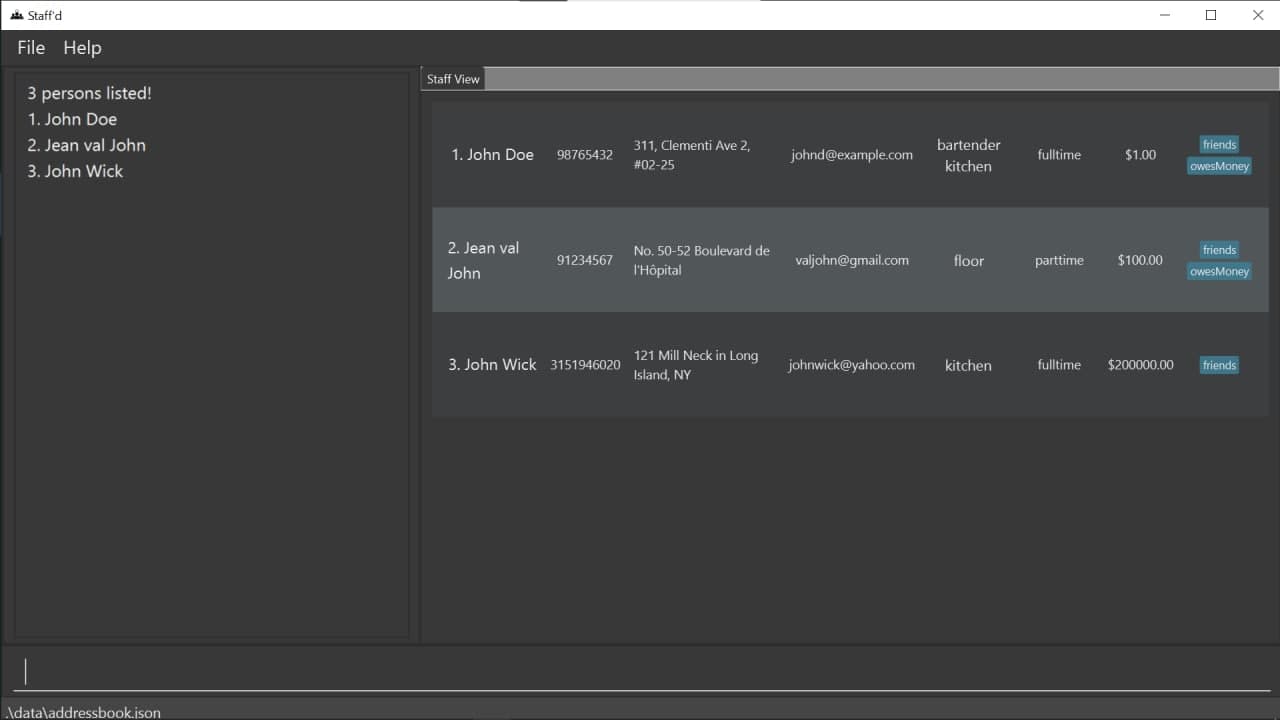 Staff'd
File Help
3 persons listed!
1. John Doe
2. Jean val John
3. John Wick
Staff View
1. John Doe 98765432 311, Clementi Ave 2, #02-25 johnd@example.com bartender kitchen fulltime $1.00 friends owesMoney
2. Jean val John 91234567 No. 50-52 Boulevard de l'Hôpital valjohn@gmail.com floor parttime $100.00 friends owesMoney
3. John Wick 3151946020 121 Mill Neck in Long Island, NY johnwick@yahoo.com kitchen fulltime $200000.00 friends
.\data\addressbook.json